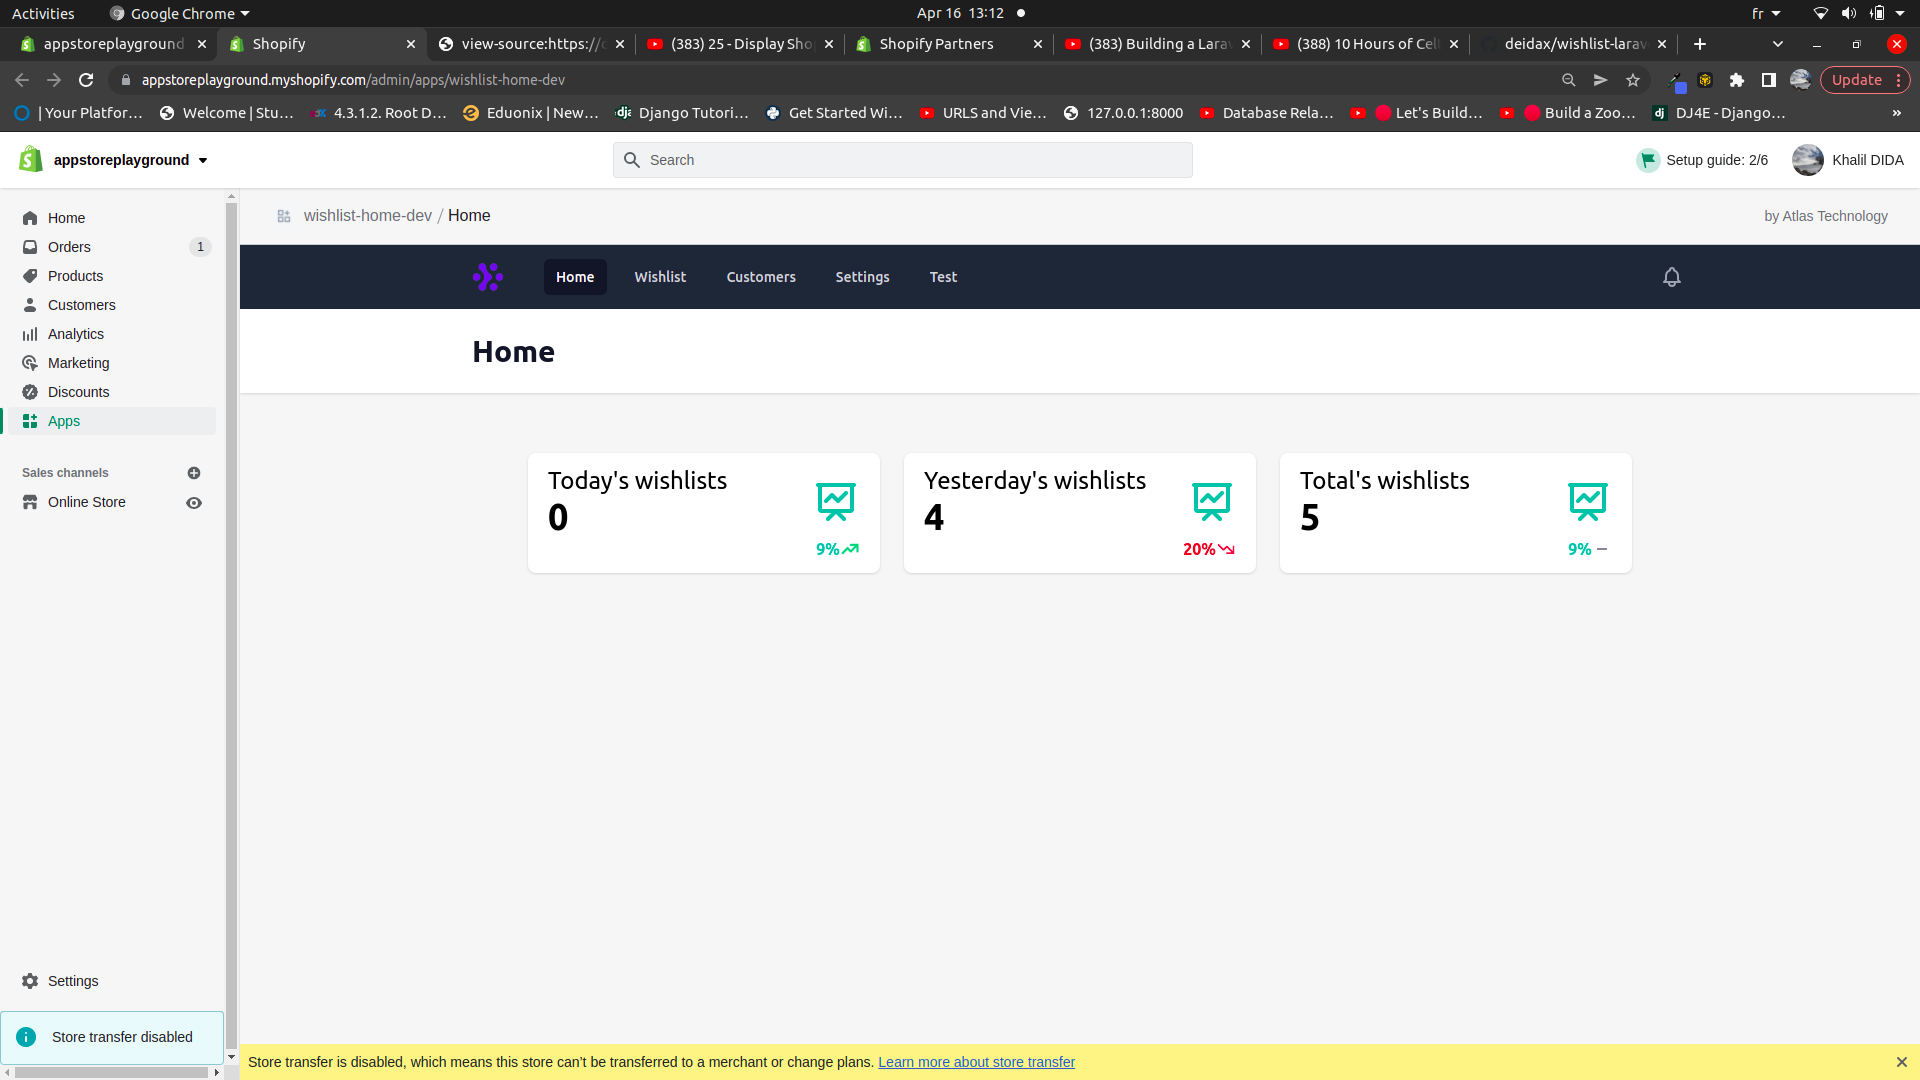 Activities Google Chrome Apr 16 13:12 fr
appstoreplayground Shopify view-source:https:// (383) 25 - Display Sho Shopify Partners (383) Building a Lara (388) 10 Hours of Cel deidax/wishlist-larav
appstoreplayground.myshopify.com/admin/apps/wishlist-home-dev Update
| Your Platfor… Welcome | Stu… 4.3.1.2. Root D… Eduonix | New… Django Tutori… Get Started Wi… URLS and Vie… 127.0.0.1:8000 Database Rela… Let's Build… Build a Zoo… DJ4E - Django… »
appstoreplayground Search Setup guide: 2/6 Khalil DIDA
Home
Orders 1
Products
Customers
Analytics
Marketing
Discounts
Apps
Sales channels
Online Store
Settings
Store transfer disabled
wishlist-home-dev / Home by Atlas Technology
Home Wishlist Customers Settings Test
Home
Today's wishlists
0
9%
Yesterday's wishlists
4
20%
Total's wishlists
5
9% –
Store transfer is disabled, which means this store can’t be transferred to a merchant or change plans. Learn more about store transfer